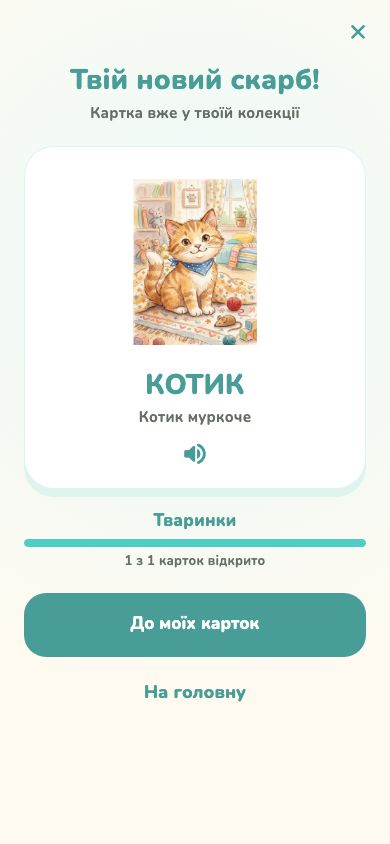 Твій новий скарб!
Картка вже у твоїй колекції
КОТИК
Котик муркоче
Тваринки
1 з 1 карток відкрито
До моїх карток
На головну